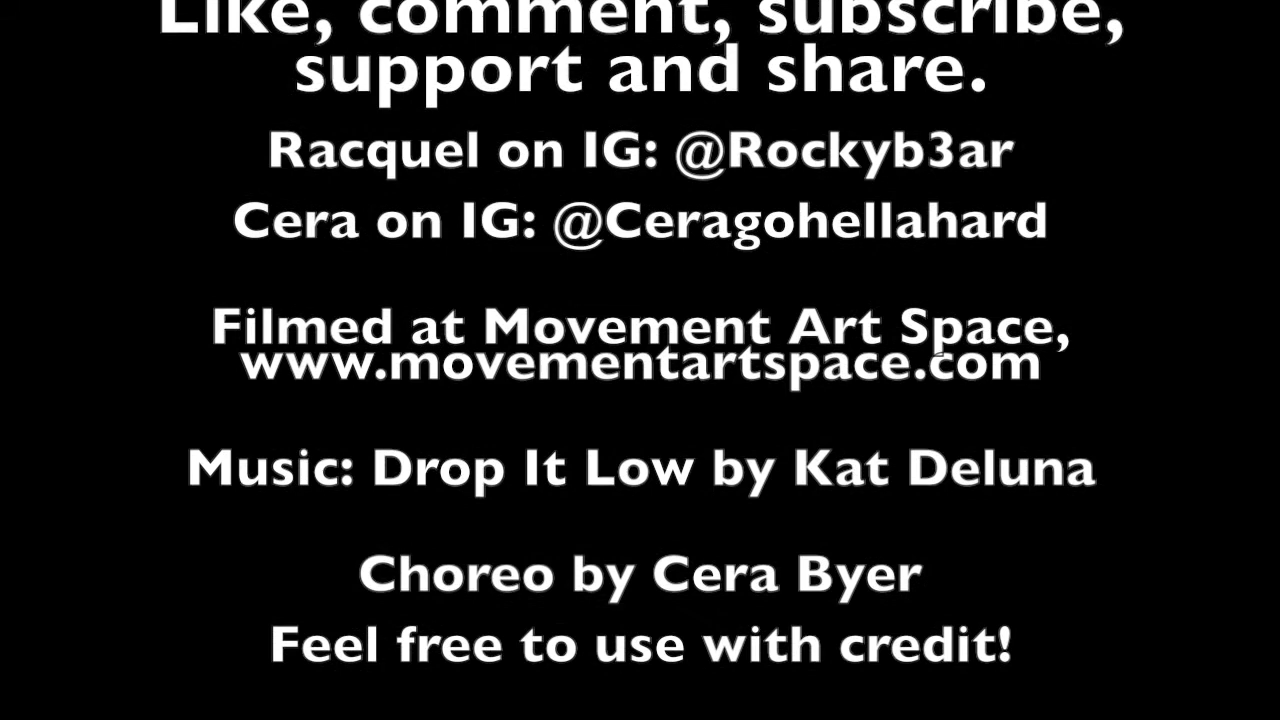 Like, comment, subscribe,
support and share.
Racquel on IG: @Rockyb3ar
Cera on IG: @Ceragohellahard
Filmed at Movement Art Space,
www.movementartspace.com
Music: Drop It Low by Kat Deluna
Choreo by Cera Byer
Feel free to use with credit!